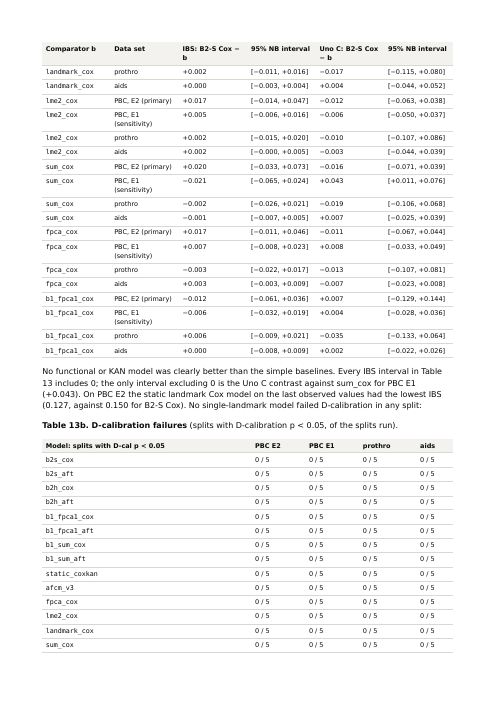 Comparator b Data set IBS: B2-S Cox − b 95% NB interval Uno C: B2-S Cox − b 95% NB interval
landmark_cox prothro +0.002 [−0.011, +0.016] −0.017 [−0.115, +0.080]
landmark_cox aids +0.000 [−0.003, +0.004] +0.004 [−0.044, +0.052]
lme2_cox PBC, E2 (primary) +0.017 [−0.014, +0.047] −0.012 [−0.063, +0.038]
lme2_cox PBC, E1 (sensitivity) +0.005 [−0.006, +0.016] −0.006 [−0.050, +0.037]
lme2_cox prothro +0.002 [−0.015, +0.020] −0.010 [−0.107, +0.086]
lme2_cox aids +0.002 [−0.000, +0.005] −0.003 [−0.044, +0.039]
sum_cox PBC, E2 (primary) +0.020 [−0.033, +0.073] −0.016 [−0.071, +0.039]
sum_cox PBC, E1 (sensitivity) −0.021 [−0.065, +0.024] +0.043 [+0.011, +0.076]
sum_cox prothro −0.002 [−0.026, +0.021] −0.019 [−0.106, +0.068]
sum_cox aids −0.001 [−0.007, +0.005] +0.007 [−0.025, +0.039]
fpca_cox PBC, E2 (primary) +0.017 [−0.011, +0.046] −0.011 [−0.067, +0.044]
fpca_cox PBC, E1 (sensitivity) +0.007 [−0.008, +0.023] +0.008 [−0.033, +0.049]
fpca_cox prothro −0.003 [−0.022, +0.017] −0.013 [−0.107, +0.081]
fpca_cox aids +0.003 [−0.003, +0.009] −0.007 [−0.023, +0.008]
b1_fpca1_cox PBC, E2 (primary) −0.012 [−0.061, +0.036] +0.007 [−0.129, +0.144]
b1_fpca1_cox PBC, E1 (sensitivity) −0.006 [−0.032, +0.019] +0.004 [−0.028, +0.036]
b1_fpca1_cox prothro +0.006 [−0.009, +0.021] −0.035 [−0.133, +0.064]
b1_fpca1_cox aids +0.000 [−0.008, +0.009] −0.002 [−0.026, +0.022]
No functional or KAN model was clearly better than the simple baselines. Every IBS interval in Table
13 includes 0; the only interval excluding 0 is the Uno C contrast against sum_cox for PBC E1
(+0.043). On PBC E2 the static landmark Cox model on the last observed values had the lowest IBS
(0.127, against 0.150 for B2-S Cox). No single-landmark model failed D-calibration in any split:
Table 13b. D-calibration failures (splits with D-calibration p < 0.05, of the splits run).
Model: splits with D-cal p < 0.05 PBC E2 PBC E1 prothro aids
b2s_cox 0 / 5 0 / 5 0 / 5 0 / 5
b2s_aft 0 / 5 0 / 5 0 / 5 0 / 5
b2h_cox 0 / 5 0 / 5 0 / 5 0 / 5
b2h_aft 0 / 5 0 / 5 0 / 5 0 / 5
b1_fpca1_cox 0 / 5 0 / 5 0 / 5 0 / 5
b1_fpca1_aft 0 / 5 0 / 5 0 / 5 0 / 5
b1_sum_cox 0 / 5 0 / 5 0 / 5 0 / 5
b1_sum_aft 0 / 5 0 / 5 0 / 5 0 / 5
static_coxkan 0 / 5 0 / 5 0 / 5 0 / 5
afcm_v3 0 / 5 0 / 5 0 / 5 0 / 5
fpca_cox 0 / 5 0 / 5 0 / 5 0 / 5
lme2_cox 0 / 5 0 / 5 0 / 5 0 / 5
landmark_cox 0 / 5 0 / 5 0 / 5 0 / 5
sum_cox 0 / 5 0 / 5 0 / 5 0 / 5